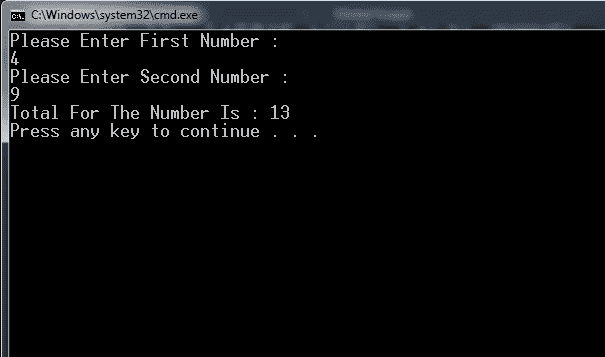 C:\Windows\system32\cmd.exe
Please Enter First Number :
4
Please Enter Second Number :
9
Total For The Number Is : 13
Press any key to continue . . .